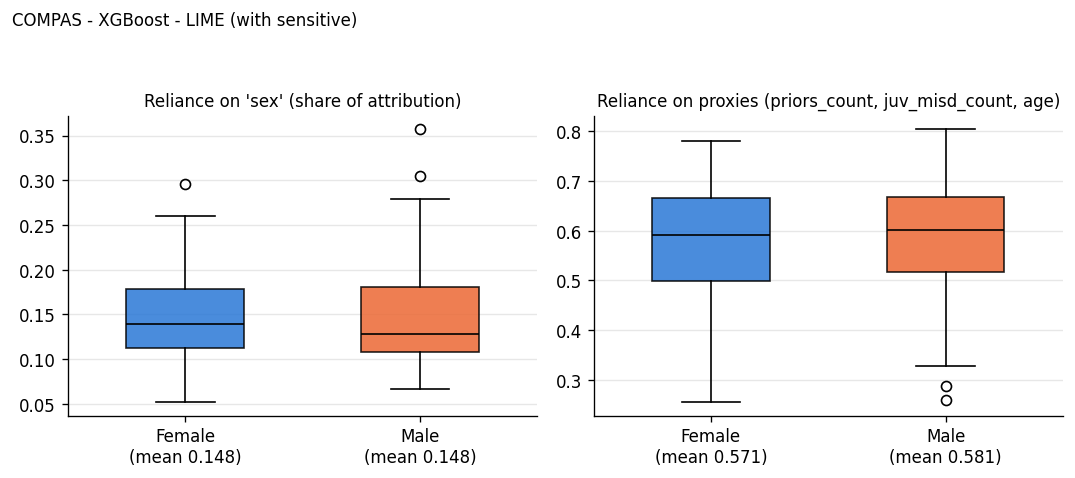 COMPAS - XGBoost - LIME (with sensitive)
Reliance on 'sex' (share of attribution)
0.35
0.30
0.25
0.20
0.15
0.10
0.05
Female
(mean 0.148)
Male
(mean 0.148)
Reliance on proxies (priors_count, juv_misd_count, age)
0.8
0.7
0.6
0.5
0.4
0.3
Female
(mean 0.571)
Male
(mean 0.581)